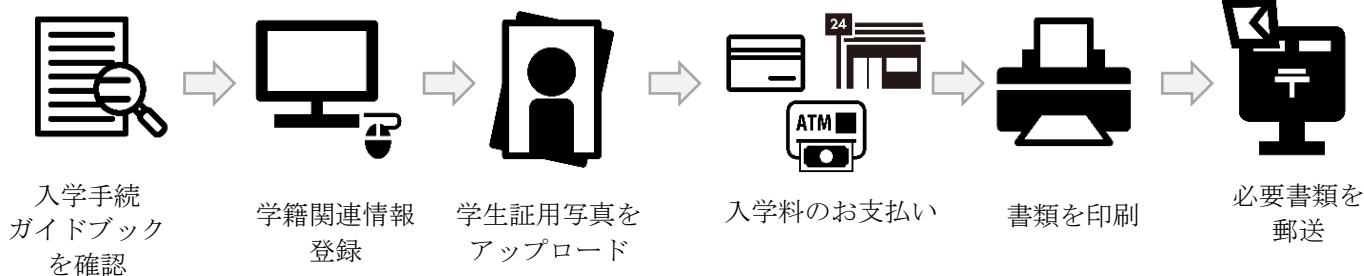 24
ATM
〒
入学手続
ガイドブック
を確認
学籍関連情報
登録
学生証用写真を
アップロード
入学料のお支払い
書類を印刷
必要書類を
郵送